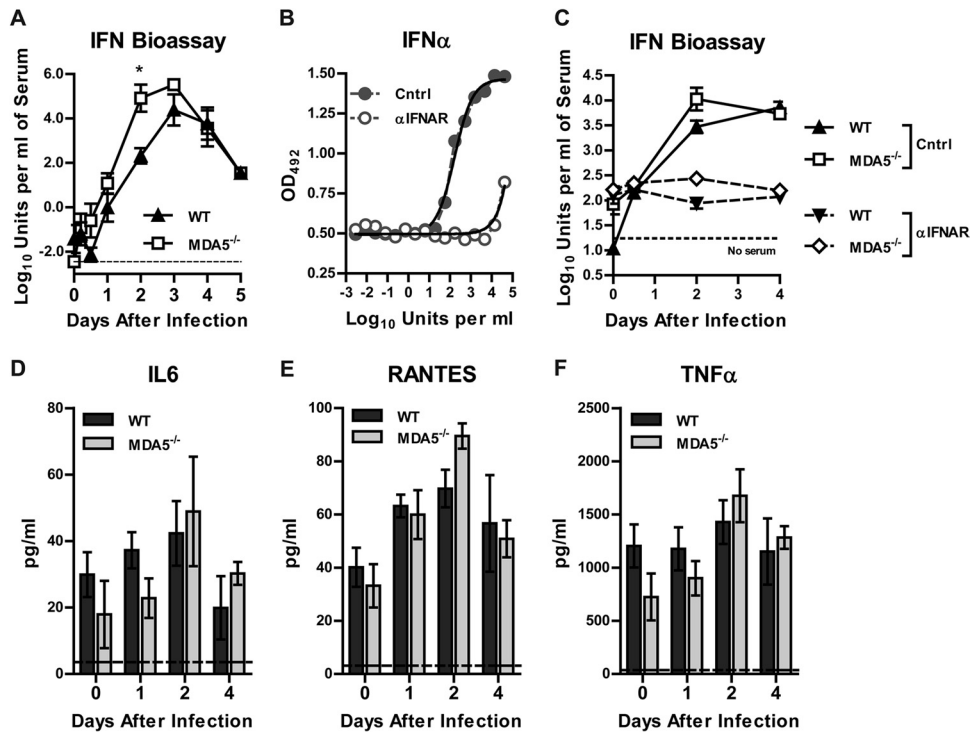 A
IFN Bioassay
Log10 Units per ml of Serum
6.0
4.0
2.0
0.0
-2.0
*
WT
MDA5-/-
0
1
2
3
4
5
Days After Infection
B
IFNα
OD492
1.50
1.25
1.00
0.75
0.50
0.25
Cntrl
αIFNAR
-3 -2 -1 0 1 2 3 4 5
Log10 Units per ml
C
IFN Bioassay
Log10 Units per ml of Serum
4.5
4.0
3.5
3.0
2.5
2.0
1.5
1.0
0.5
No serum
0
1
2
3
4
Days After Infection
WT
MDA5-/-
Cntrl
WT
MDA5-/-
αIFNAR
D
IL6
pg/ml
80
60
40
20
0
WT
MDA5-/-
0
1
2
4
Days After Infection
E
RANTES
pg/ml
100
80
60
40
20
0
WT
MDA5-/-
0
1
2
4
Days After Infection
F
TNFα
pg/ml
2500
2000
1500
1000
500
0
WT
MDA5-/-
0
1
2
4
Days After Infection